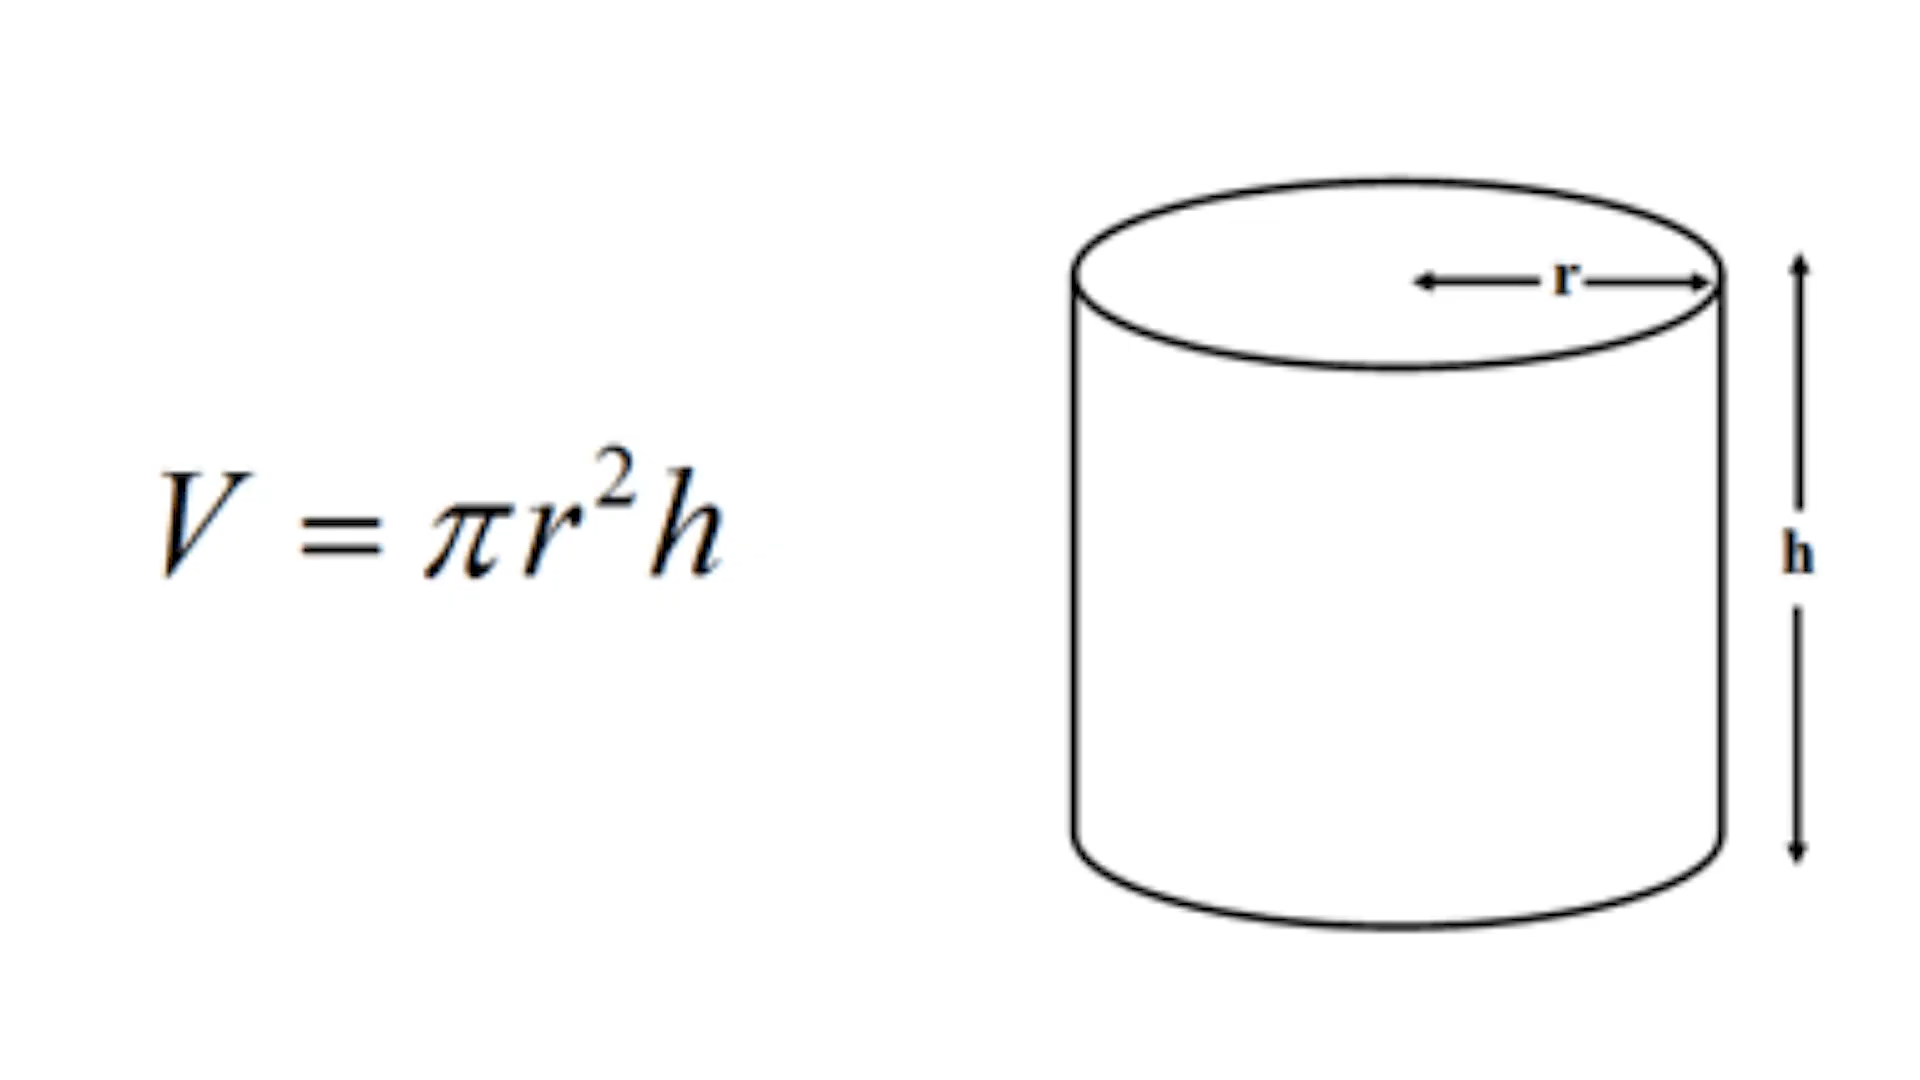 V = πr²h
r
h